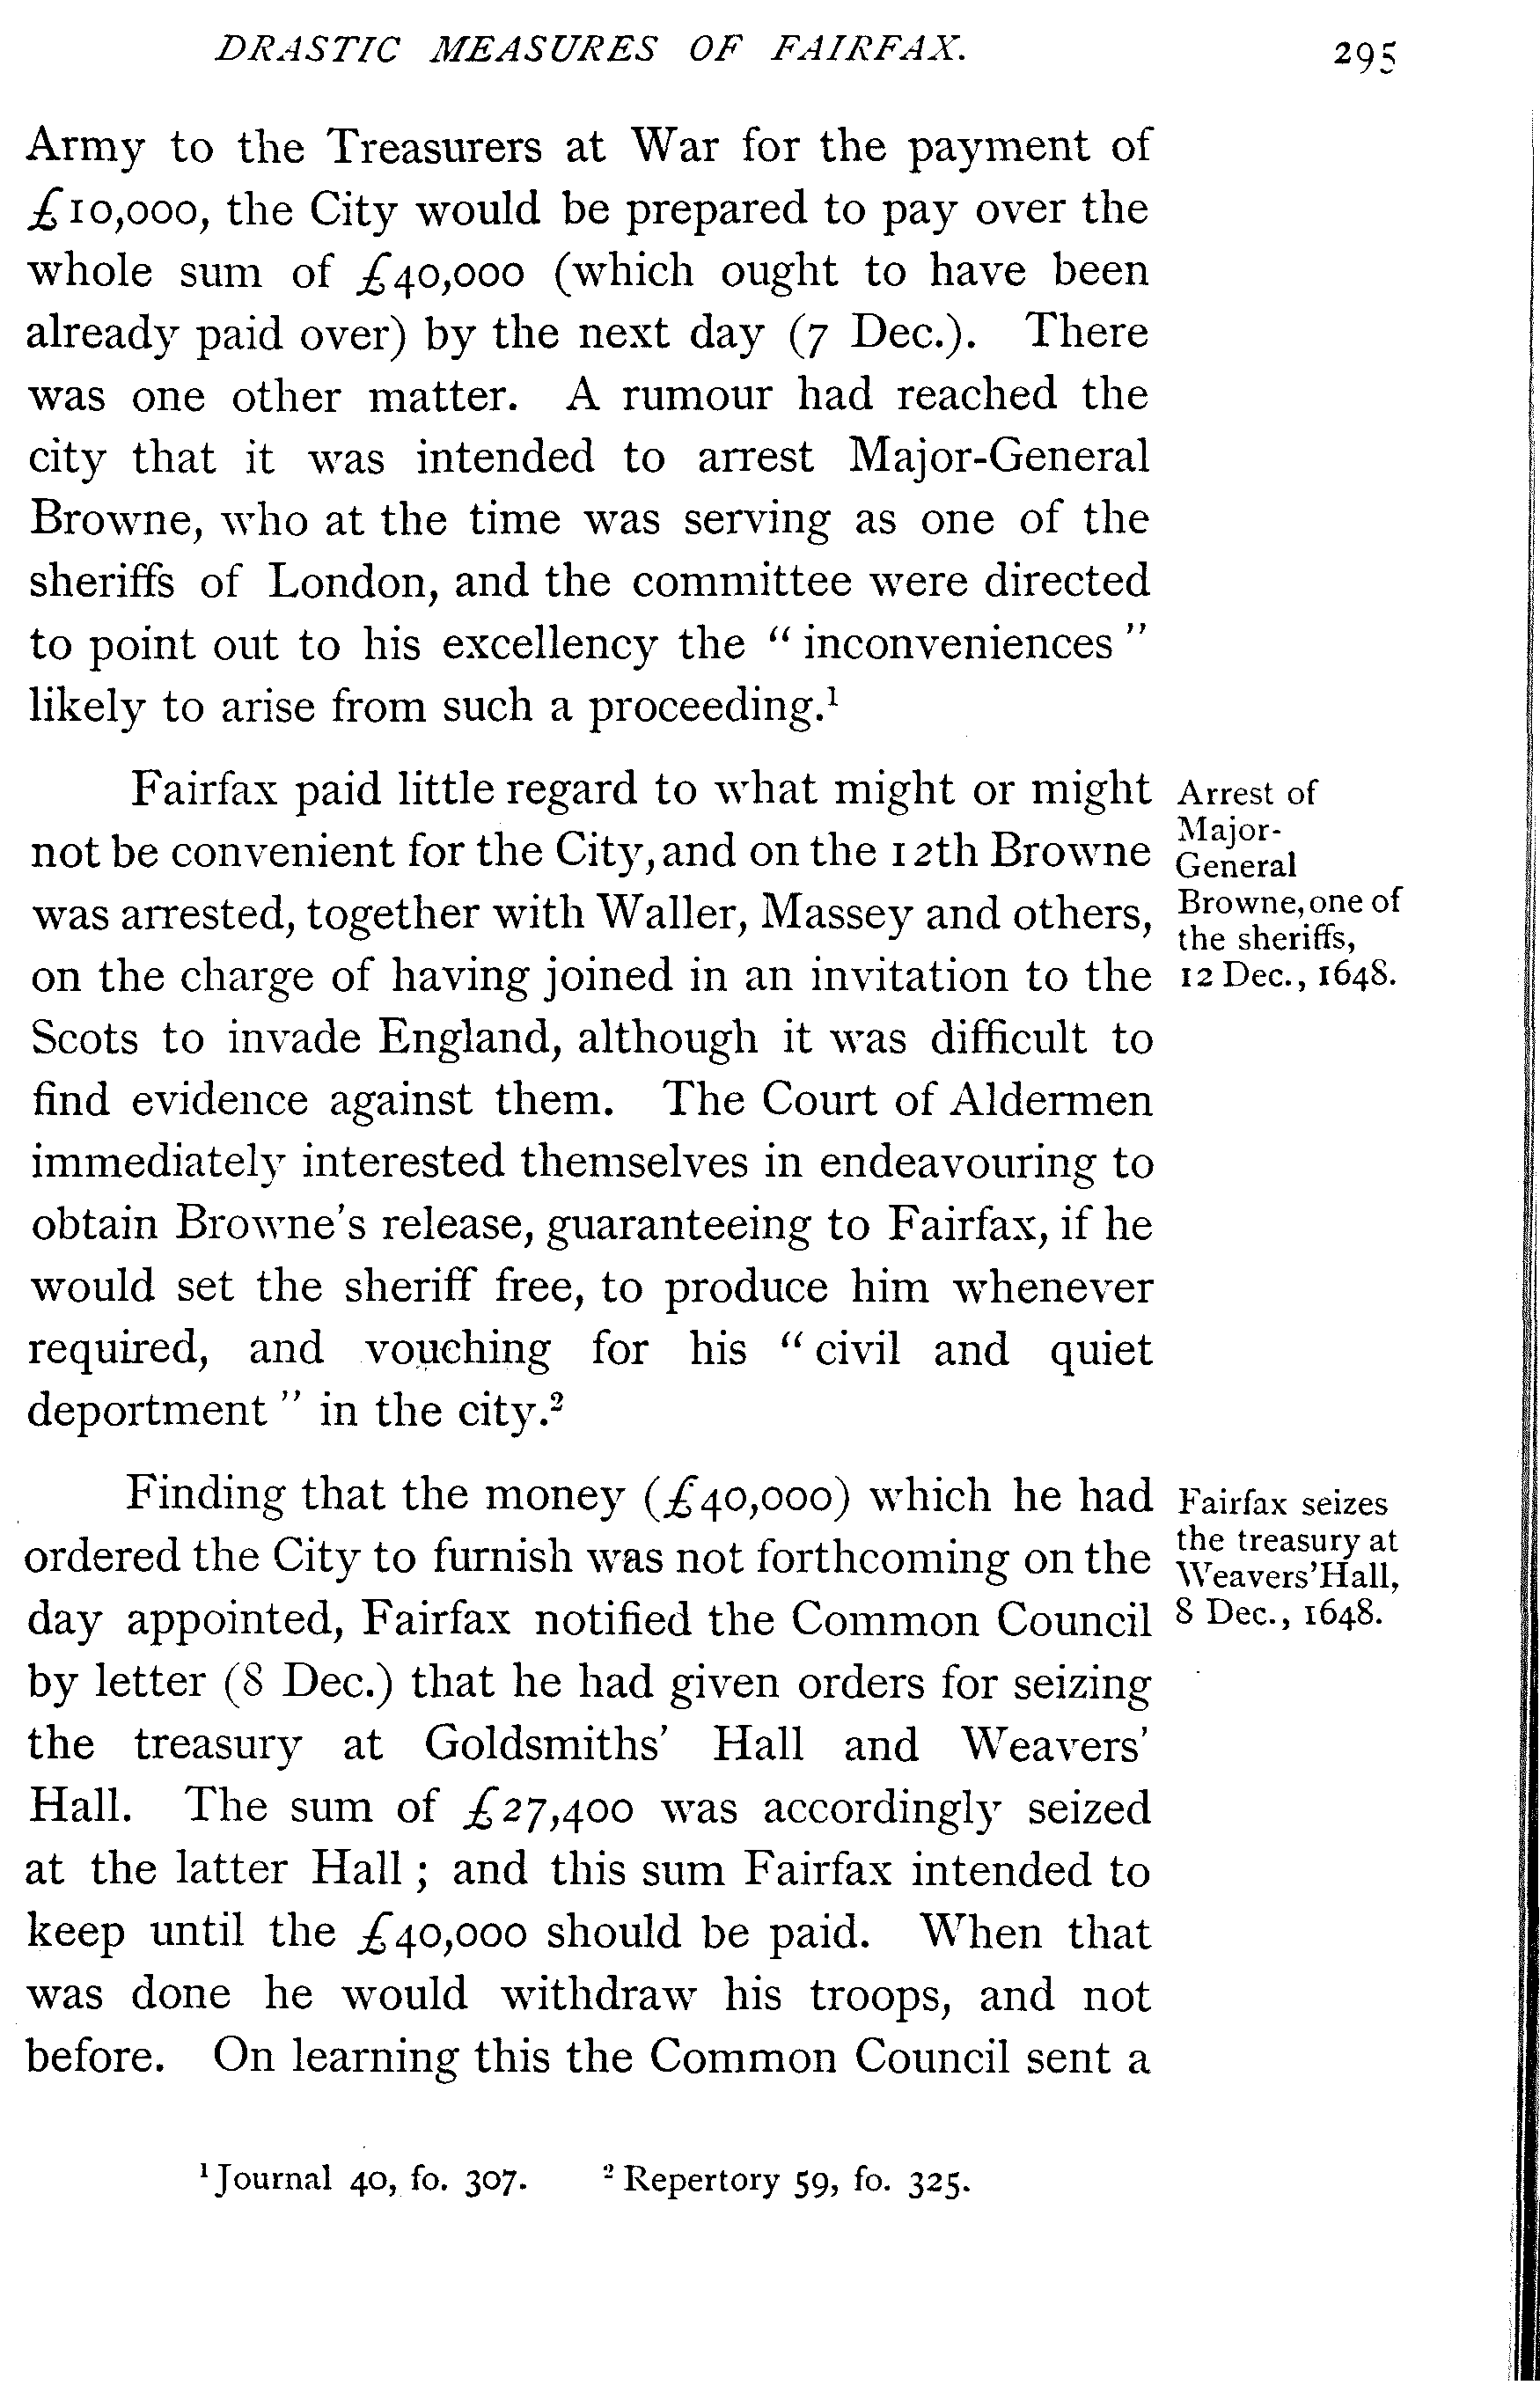 DRASTIC MEASURES OF FAIRFAX. 295
Army to the Treasurers at War for the payment of
£10,000, the City would be prepared to pay over the
whole sum of £40,000 (which ought to have been
already paid over) by the next day (7 Dec.). There
was one other matter. A rumour had reached the
city that it was intended to arrest Major-General
Browne, who at the time was serving as one of the
sheriffs of London, and the committee were directed
to point out to his excellency the " inconveniences "
likely to arise from such a proceeding.¹
Fairfax paid little regard to what might or might
not be convenient for the City, and on the 12th Browne
was arrested, together with Waller, Massey and others,
on the charge of having joined in an invitation to the
Scots to invade England, although it was difficult to
find evidence against them. The Court of Aldermen
immediately interested themselves in endeavouring to
obtain Browne's release, guaranteeing to Fairfax, if he
would set the sheriff free, to produce him whenever
required, and vouching for his " civil and quiet
deportment " in the city.²
Arrest of
Major-
General
Browne, one of
the sheriffs,
12 Dec., 1648.
Finding that the money (£40,000) which he had
ordered the City to furnish was not forthcoming on the
day appointed, Fairfax notified the Common Council
by letter (8 Dec.) that he had given orders for seizing
the treasury at Goldsmiths' Hall and Weavers'
Hall. The sum of £27,400 was accordingly seized
at the latter Hall ; and this sum Fairfax intended to
keep until the £40,000 should be paid. When that
was done he would withdraw his troops, and not
before. On learning this the Common Council sent a
Fairfax seizes
the treasury at
Weavers' Hall,
8 Dec., 1648.
¹ Journal 40, fo. 307. ² Repertory 59, fo. 325.